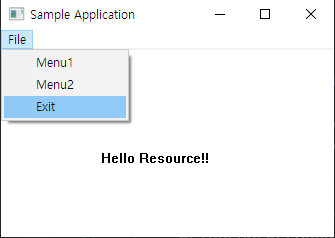 Sample Application
File
Menu1
Menu2
Exit
Hello Resource!!